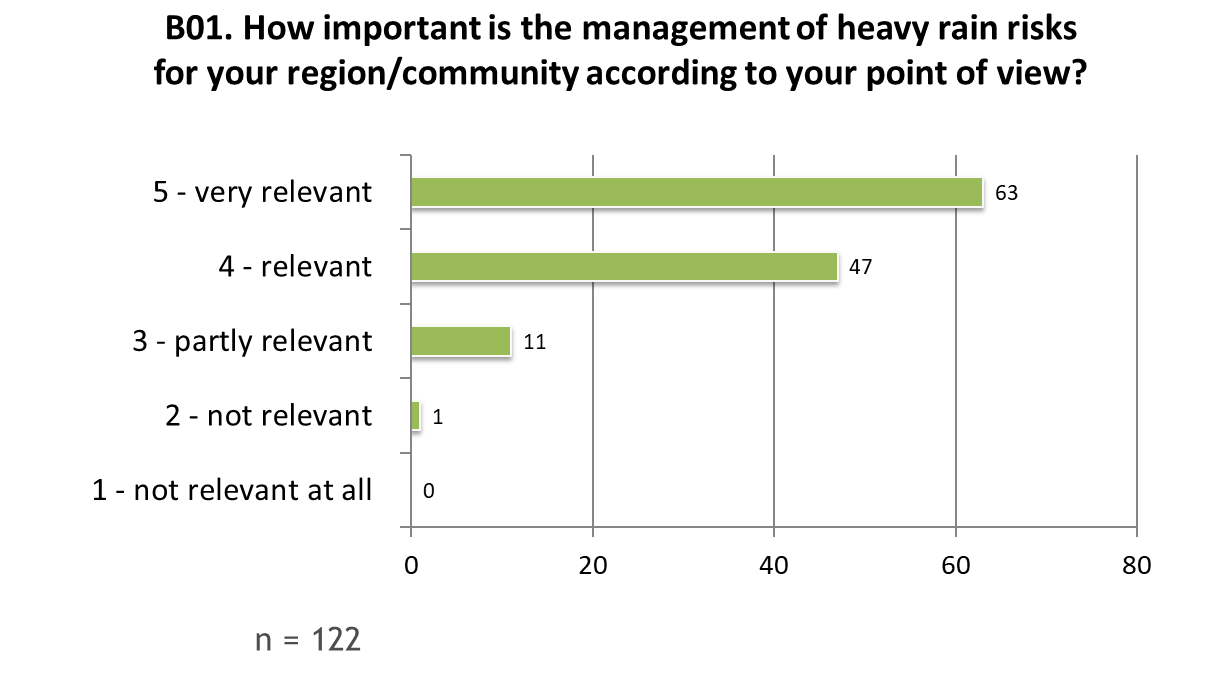 B01. How important is the management of heavy rain risks
for your region/community according to your point of view?
5 - very relevant
63
4 - relevant
47
3 - partly relevant
11
2 - not relevant
1
1 - not relevant at all
0
0 20 40 60 80
n = 122